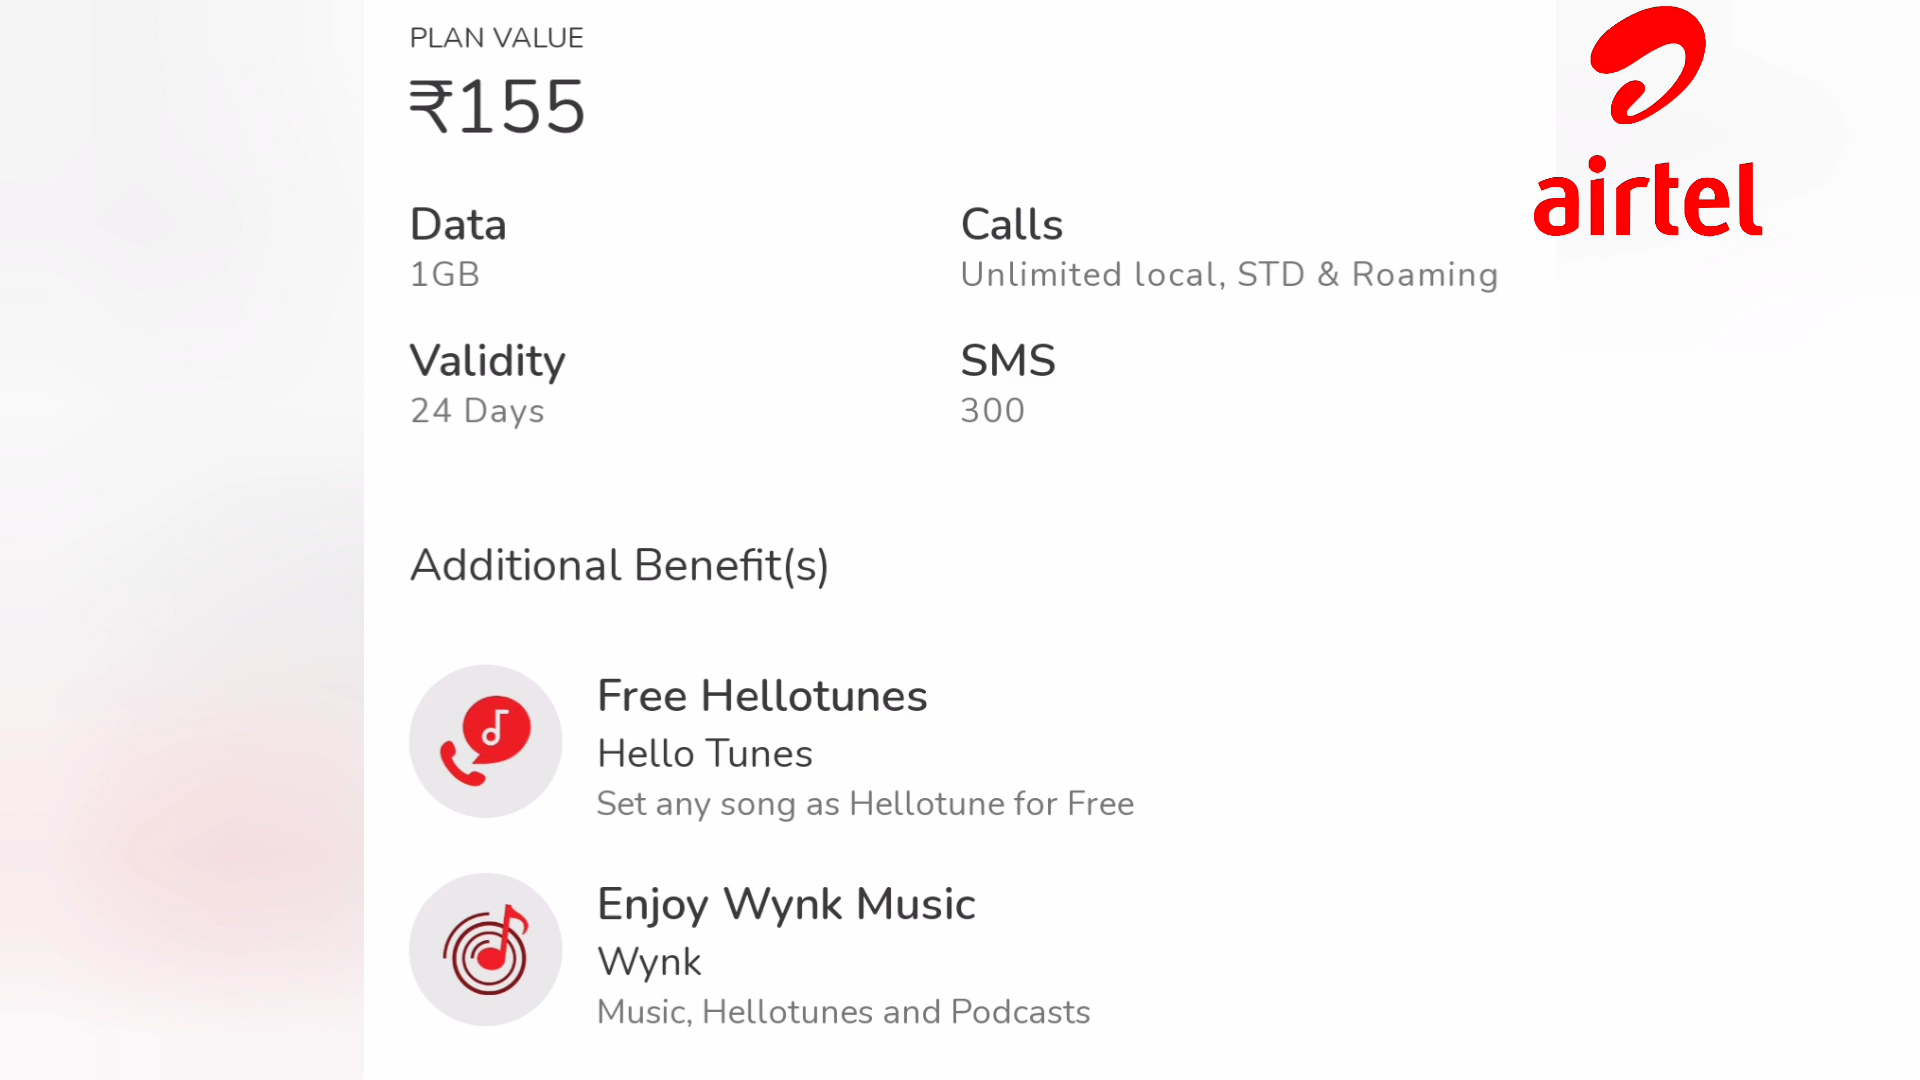 PLAN VALUE
₹155
airtel
Data
1GB
Calls
Unlimited local, STD & Roaming
Validity
24 Days
SMS
300
Additional Benefit(s)
Free Hellotunes
Hello Tunes
Set any song as Hellotune for Free
Enjoy Wynk Music
Wynk
Music, Hellotunes and Podcasts